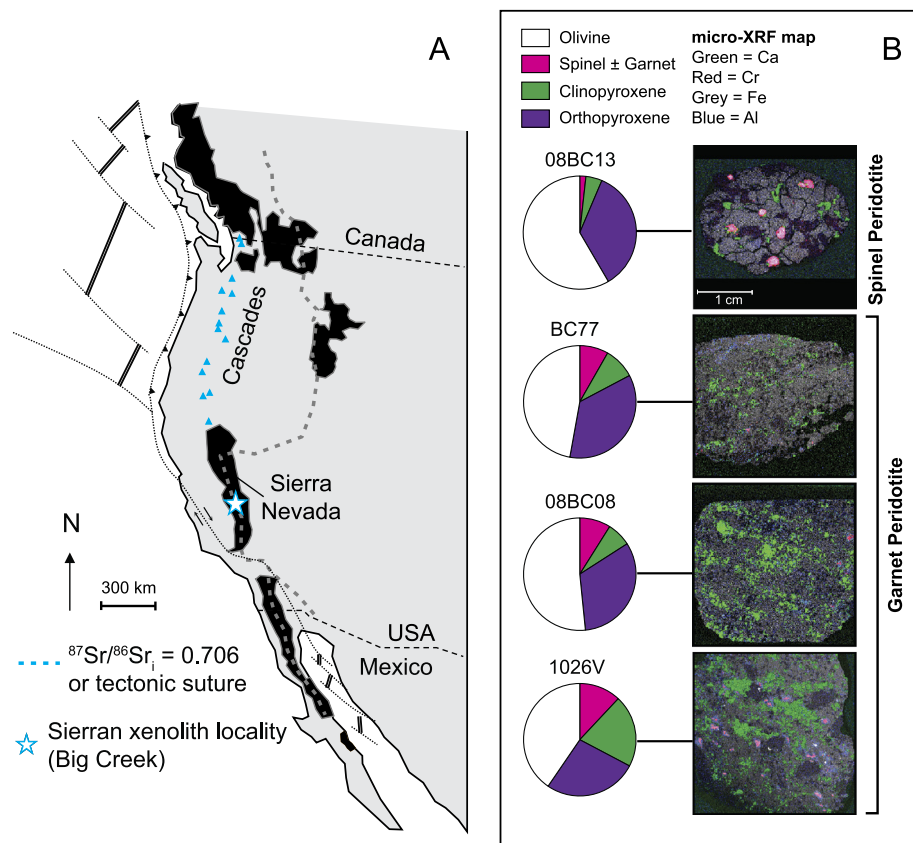 A
Canada
Cascades
Sierra
Nevada
N
300 km
USA
Mexico
⁸⁷Sr/⁸⁶Srᵢ = 0.706
or tectonic suture
Sierran xenolith locality
(Big Creek)
B
Olivine
Spinel ± Garnet
Clinopyroxene
Orthopyroxene
micro-XRF map
Green = Ca
Red = Cr
Grey = Fe
Blue = Al
08BC13
1 cm
Spinel Peridotite
BC77
08BC08
1026V
Garnet Peridotite